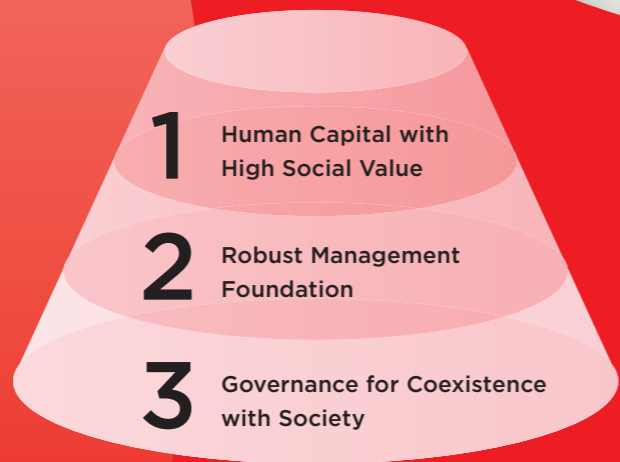 1
Human Capital with
High Social Value
2
Robust Management
Foundation
3
Governance for Coexistence
with Society